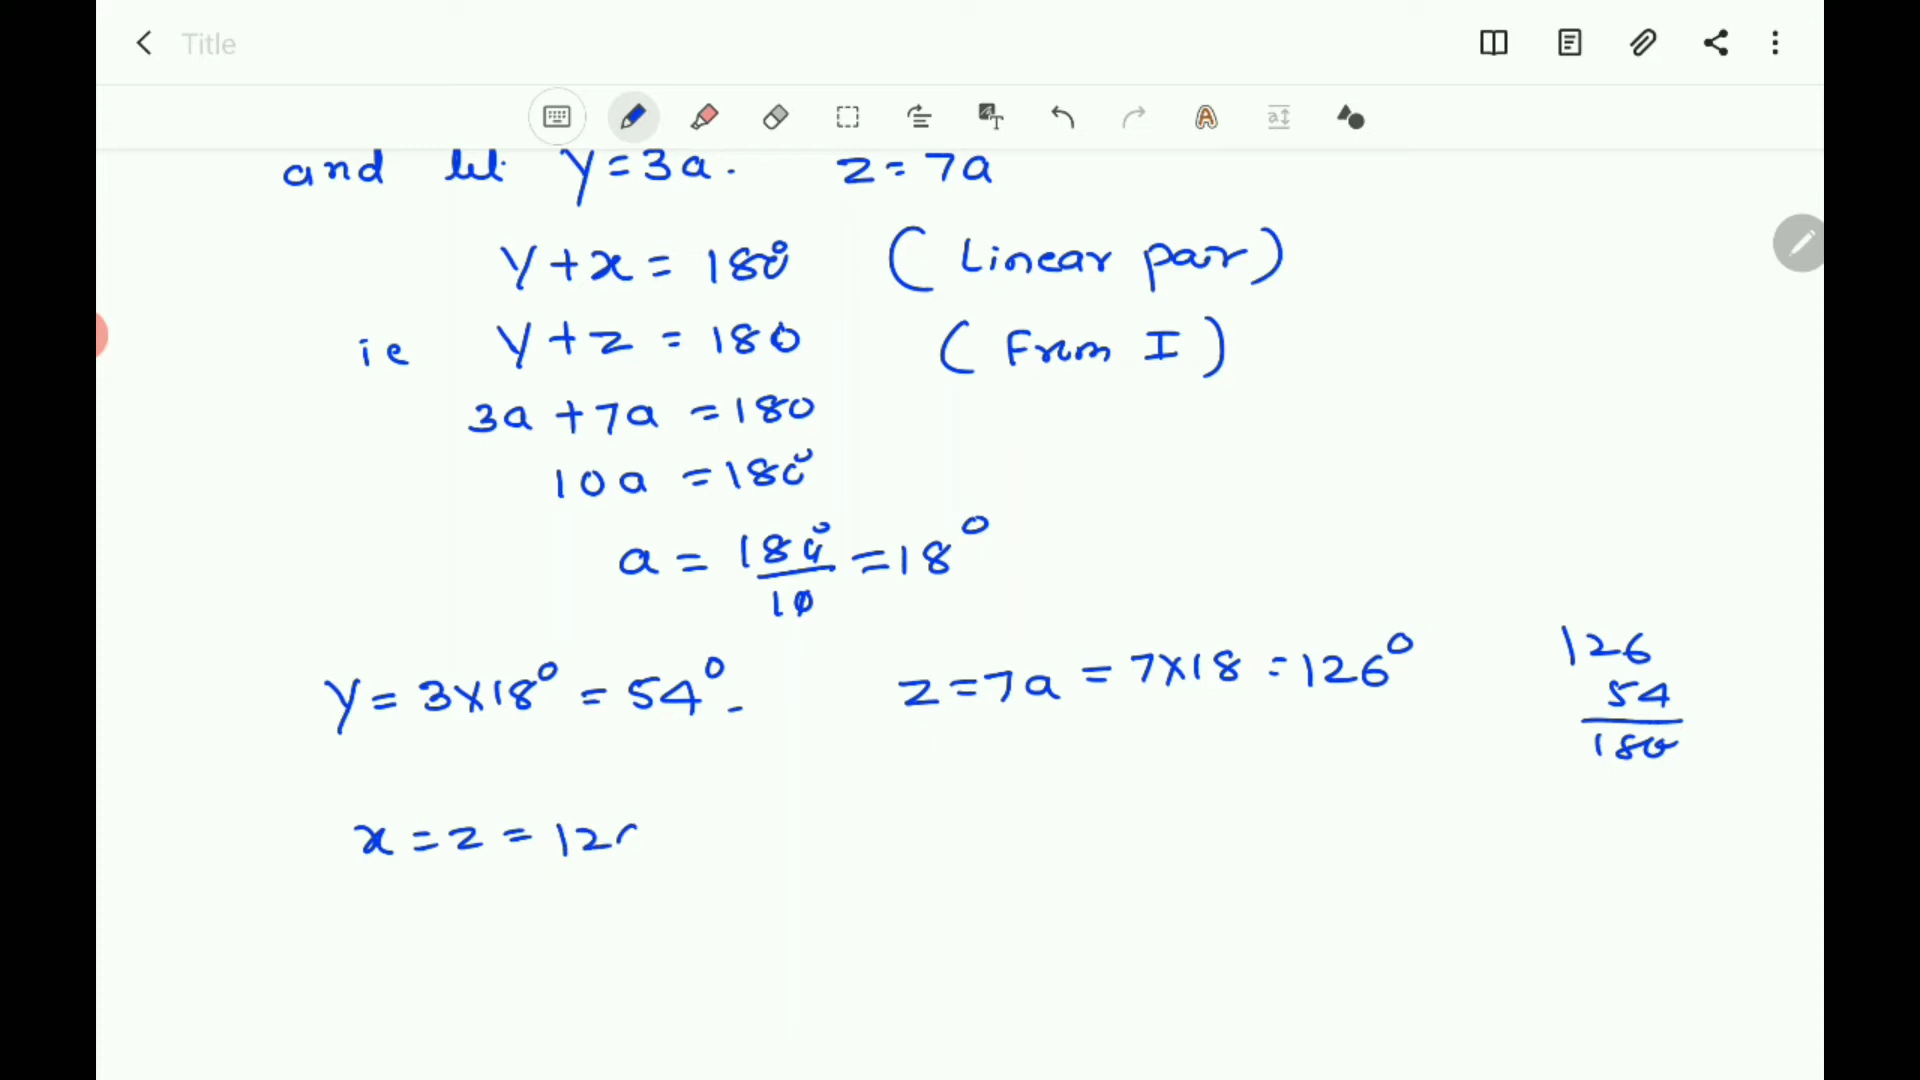 Title
and let y=3a. z=7a
y+x=180° (Linear pair)
ie y+z=180 (From I)
3a+7a=180
10a=180°
a=180°/10=18°
y=3×18°=54°. z=7a=7×18=126°
126
54
180
x=z=12